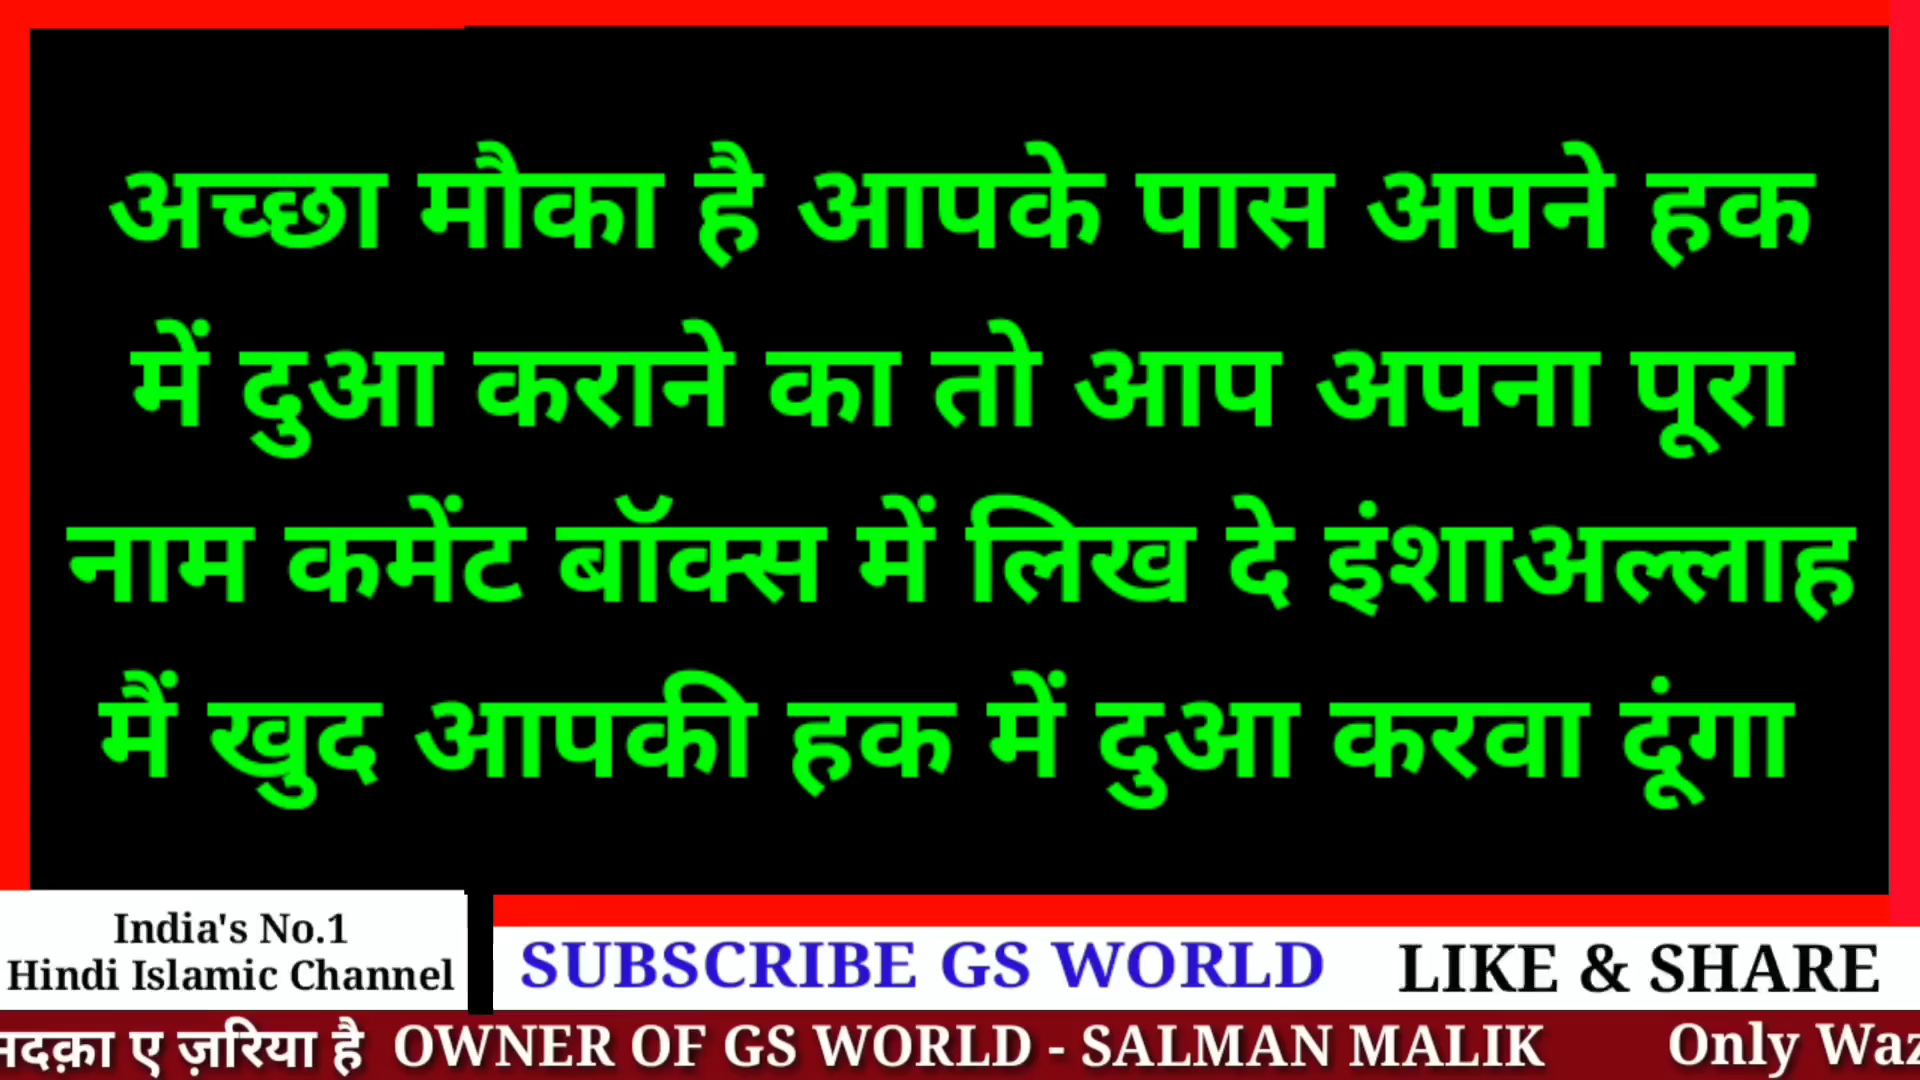 अच्छा मौका है आपके पास अपने हक
में दुआ कराने का तो आप अपना पूरा
नाम कमेंट बॉक्स में लिख दे इंशाअल्लाह
मैं खुद आपकी हक में दुआ करवा दूंगा
India's No.1
Hindi Islamic Channel
SUBSCRIBE GS WORLD LIKE & SHARE
ए ज़रिया है OWNER OF GS WORLD - SALMAN MALIK Only